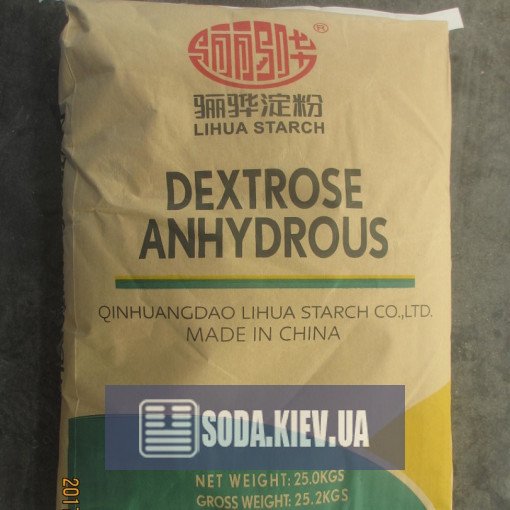 骊骅
®
骊骅淀粉
LIHUA STARCH
DEXTROSE
ANHYDROUS
QINHUANGDAO LIHUA STARCH CO.,LTD.
MADE IN CHINA
SODA.KIEV.UA
NET WEIGHT: 25.0KGS
GROSS WEIGHT: 25.2KGS